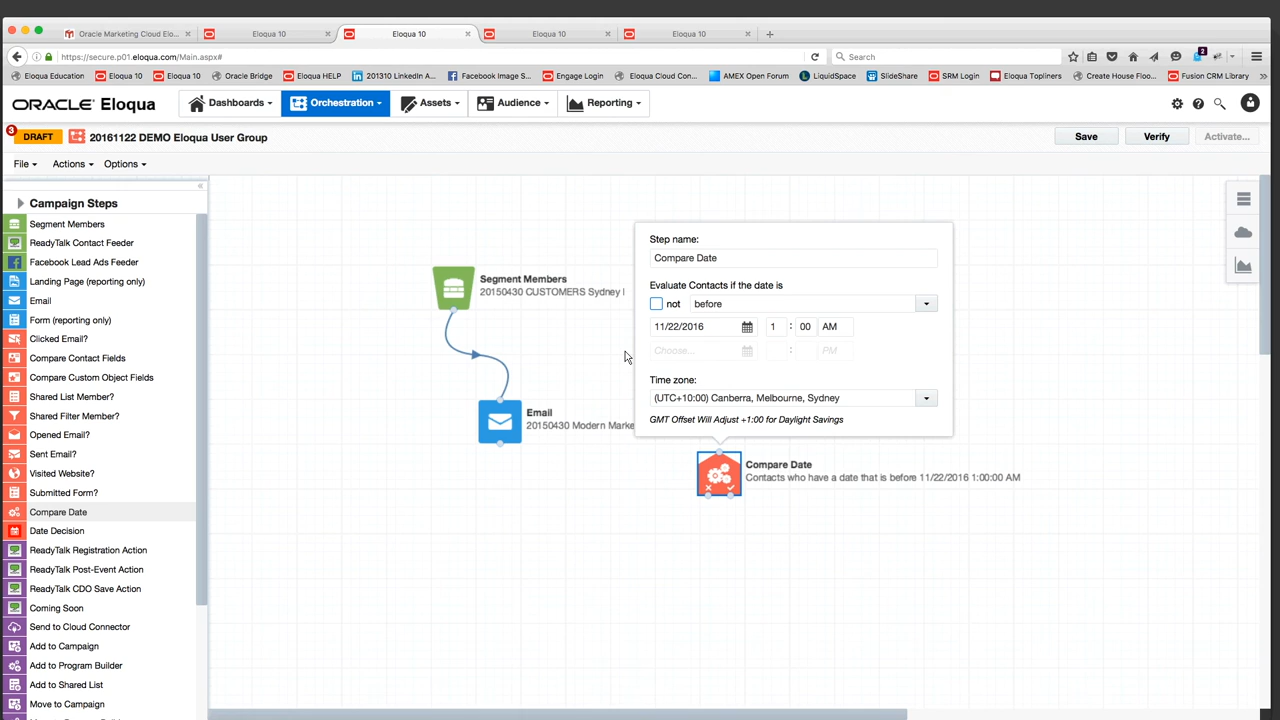 Oracle Marketing Cloud Elo... ×
Eloqua 10 ×
Eloqua 10 ×
Eloqua 10 ×
Eloqua 10 ×
+
https://secure.p01.eloqua.com/Main.aspx#
Search
2
Eloqua Education
Eloqua 10
Eloqua 10
Oracle Bridge
Eloqua HELP
201310 LinkedIn A...
Facebook Image S...
Engage Login
Eloqua Cloud Con...
AMEX Open Forum
LiquidSpace
SlideShare
SRM Login
Eloqua Topliners
Create House Floo...
Fusion CRM Library
ORACLE® Eloqua
Dashboards
Orchestration
Assets
Audience
Reporting
3
DRAFT
20161122 DEMO Eloqua User Group
Save
Verify
Activate...
File
Actions
Options
«
Campaign Steps
Segment Members
ReadyTalk Contact Feeder
Facebook Lead Ads Feeder
Landing Page (reporting only)
Email
Form (reporting only)
Clicked Email?
Compare Contact Fields
Compare Custom Object Fields
Shared List Member?
Shared Filter Member?
Opened Email?
Sent Email?
Visited Website?
Submitted Form?
Compare Date
Date Decision
ReadyTalk Registration Action
ReadyTalk Post-Event Action
ReadyTalk CDO Save Action
Coming Soon
Send to Cloud Connector
Add to Campaign
Add to Program Builder
Add to Shared List
Move to Campaign
Segment Members
20150430 CUSTOMERS Sydney
Email
20150430 Modern Marke
Step name:
Compare Date
Evaluate Contacts if the date is
not before
11/22/2016 1 : 00 AM
Choose... : PM
Time zone:
(UTC+10:00) Canberra, Melbourne, Sydney
GMT Offset Will Adjust +1:00 for Daylight Savings
Compare Date
Contacts who have a date that is before 11/22/2016 1:00:00 AM